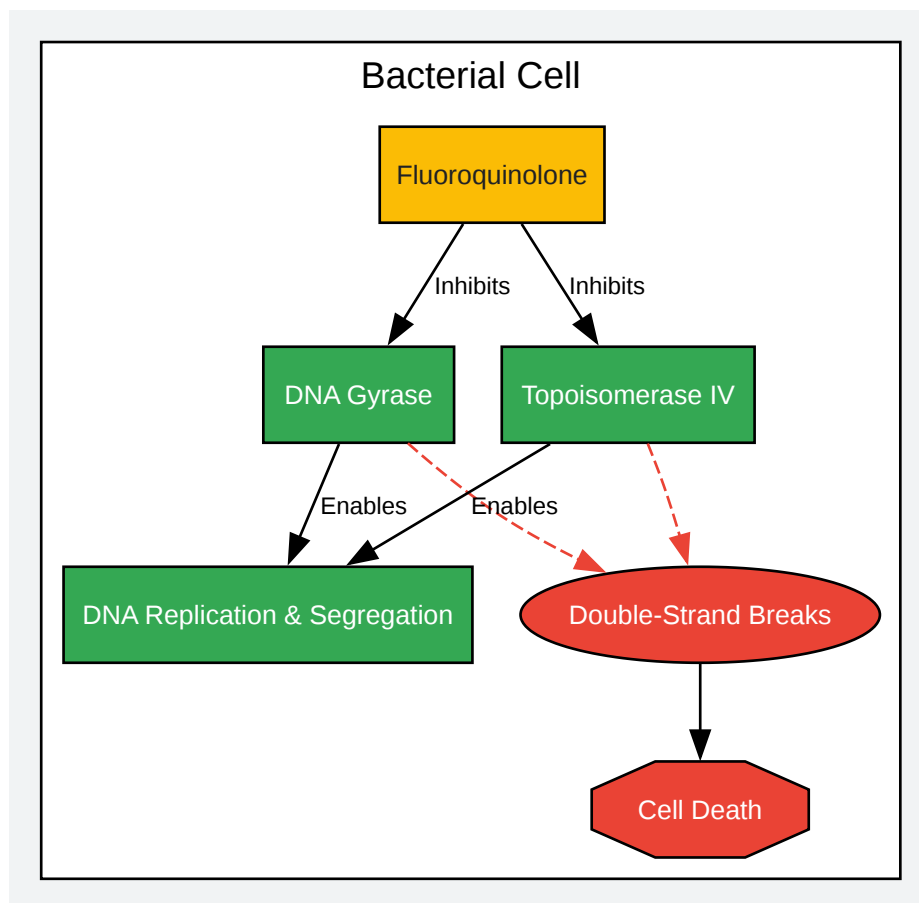 Bacterial Cell
Fluoroquinolone
Inhibits
Inhibits
DNA Gyrase
Topoisomerase IV
Enables
Enables
DNA Replication & Segregation
Double-Strand Breaks
Cell Death